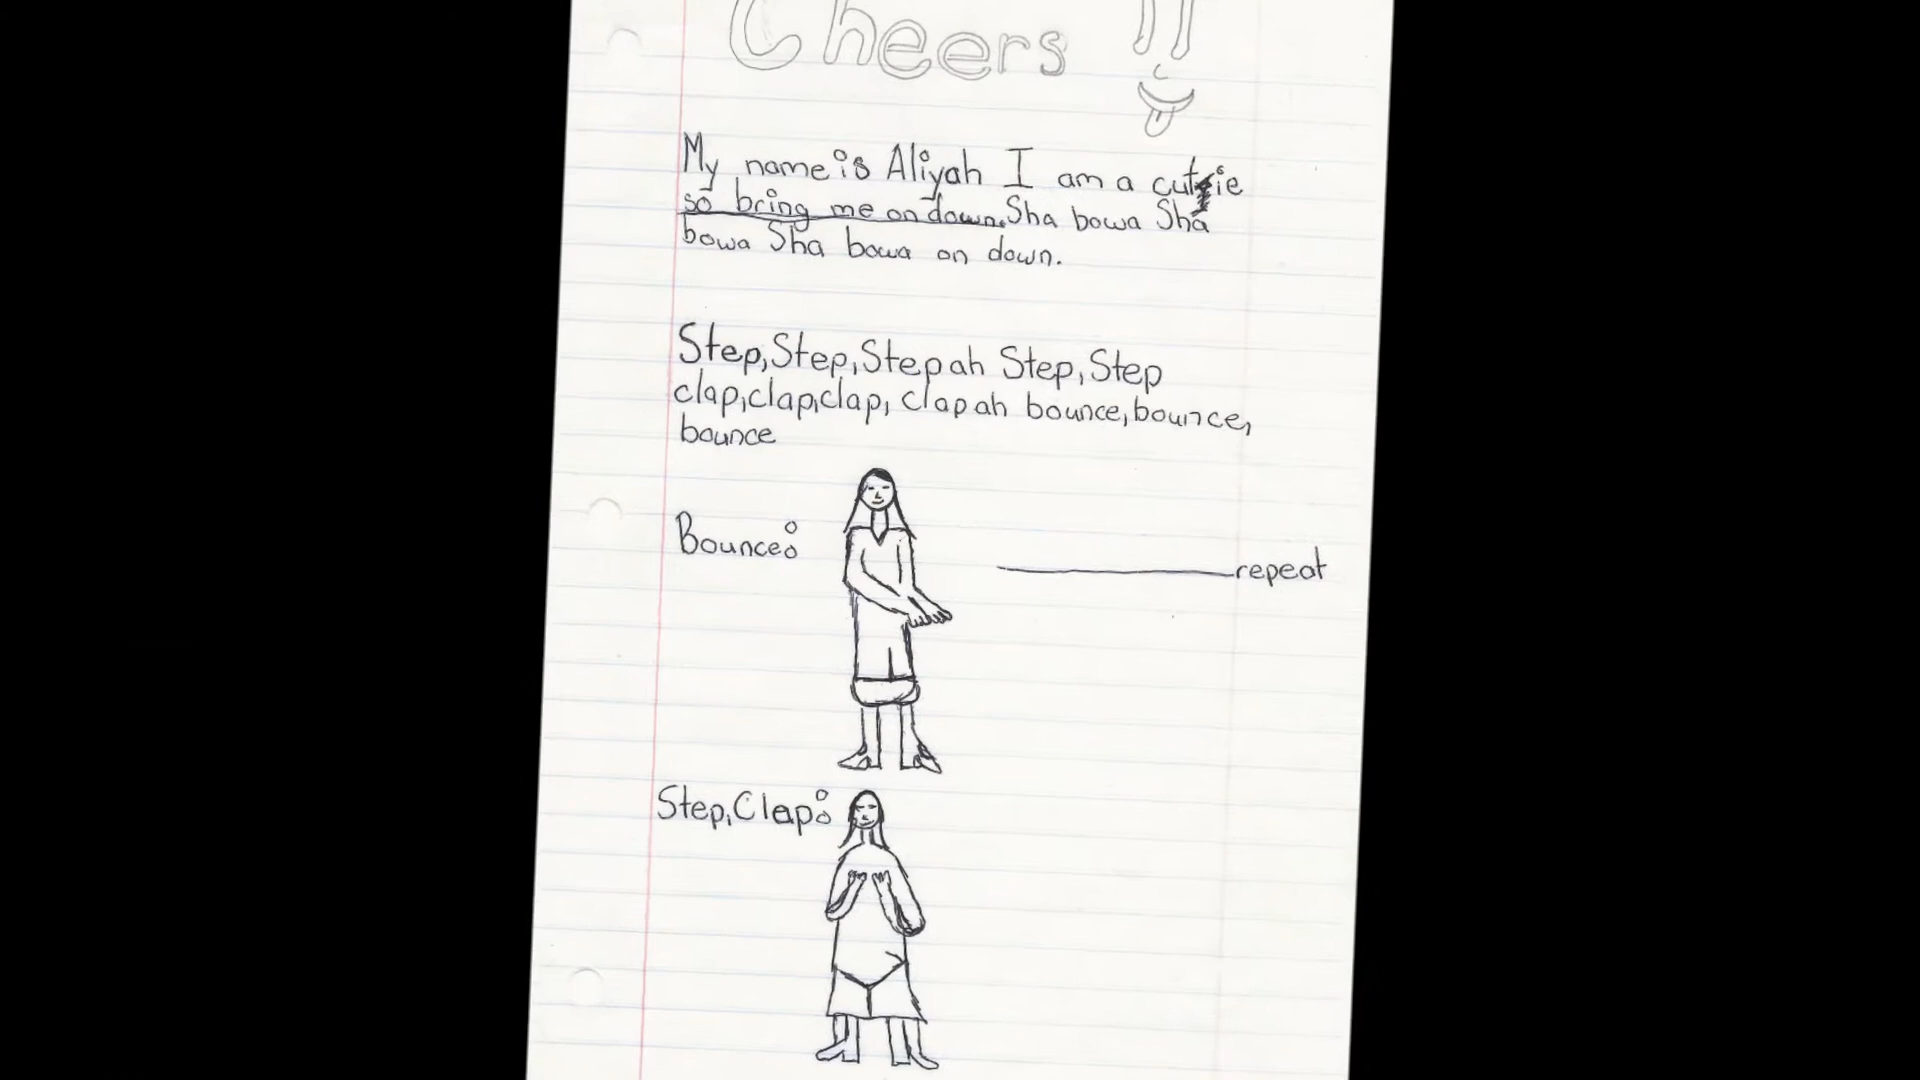 Cheers !!
My name is Aliyah I am a cutie
so bring me on down. Sha bowa Sha
bowa Sha bowa on down.
Step, Step, Step ah Step, Step
clap, clap, clap, clap ah bounce, bounce,
bounce
Bounce:
repeat
Step, Clap: